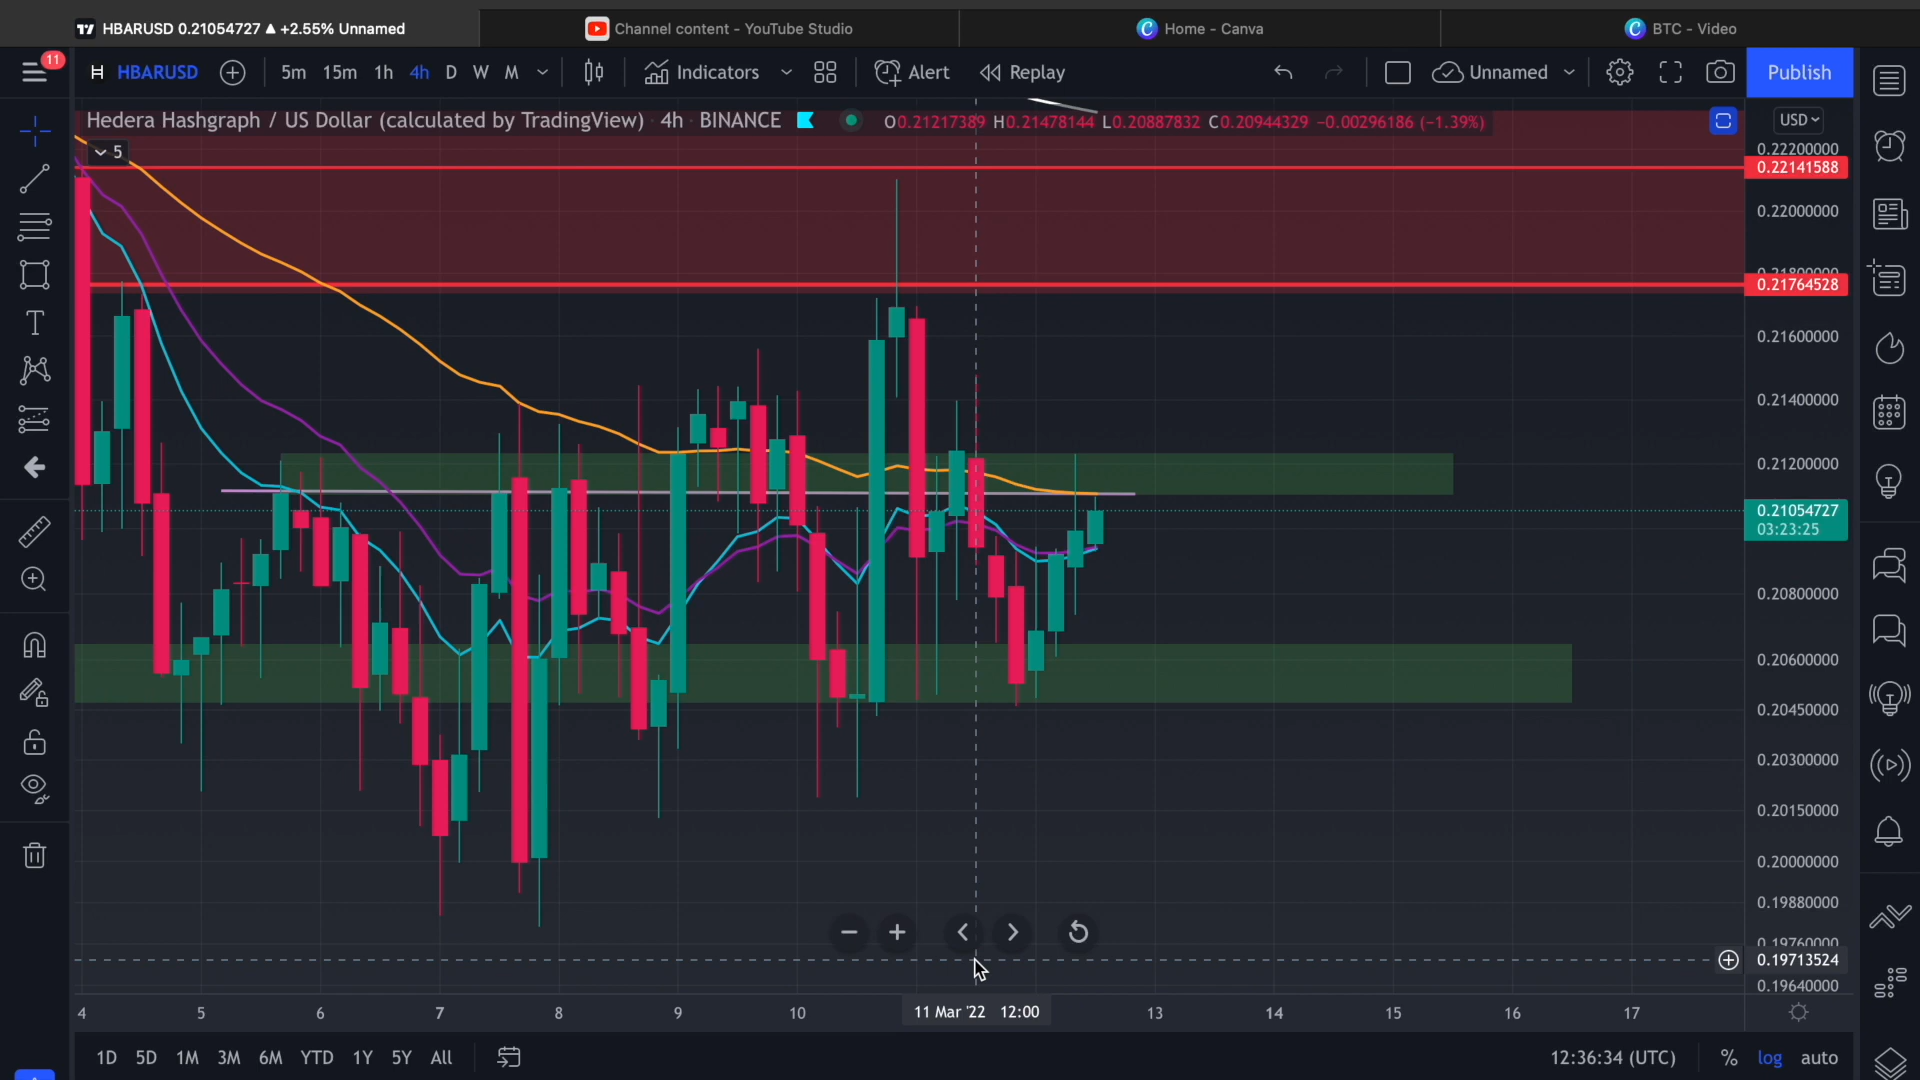 HBARUSD 0.21054727 ▲ +2.55% Unnamed
Channel content - YouTube Studio
Home - Canva
BTC - Video
11
H HBARUSD
5m 15m 1h 4h D W M
Indicators
Alert
Replay
Unnamed
Publish
Hedera Hashgraph / US Dollar (calculated by TradingView) · 4h · BINANCE
O0.21217389 H0.21478144 L0.20887832 C0.20944329 −0.00296186 (−1.39%)
USD
5
0.22200000
0.22141588
0.22000000
0.21800000
0.21764528
0.21600000
0.21400000
0.21200000
0.21054727
03:23:25
0.20800000
0.20600000
0.20450000
0.20300000
0.20150000
0.20000000
0.19880000
0.19760000
0.19713524
0.19640000
4 5 6 7 8 9 10 11 Mar '22 12:00 13 14 15 16 17
1D 5D 1M 3M 6M YTD 1Y 5Y All
12:36:34 (UTC) % log auto